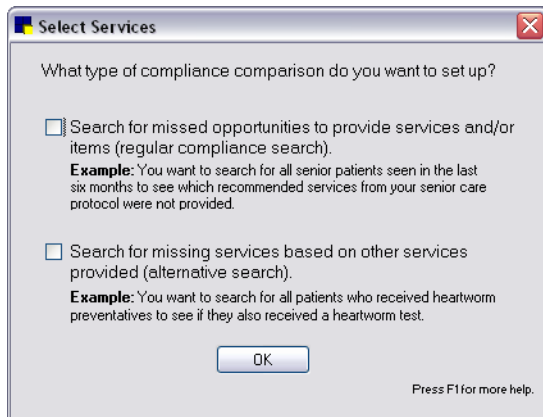 Select Services
What type of compliance comparison do you want to set up?
Search for missed opportunities to provide services and/or
items (regular compliance search).
Example: You want to search for all senior patients seen in the last
six months to see which recommended services from your senior care
protocol were not provided.
Search for missing services based on other services
provided (alternative search).
Example: You want to search for all patients who received heartworm
preventatives to see if they also received a heartworm test.
OK
Press F1 for more help.